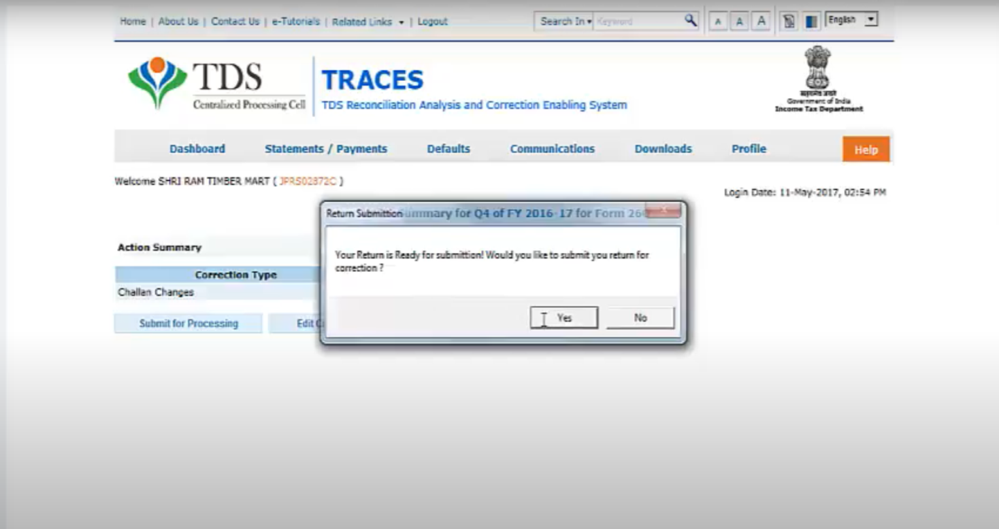 Home | About Us | Contact Us | e-Tutorials | Related Links | Logout
Search In Keyword
A A A
English
TDS
Centralized Processing Cell
TRACES
TDS Reconciliation Analysis and Correction Enabling System
सत्यमेव जयते
Government of India
Income Tax Department
Dashboard Statements / Payments Defaults Communications Downloads Profile Help
Welcome SHRI RAM TIMBER MART ( JPRS02872C )
Login Date: 11-May-2017, 02:54 PM
Return Submittion ummary for Q4 of FY 2016-17 for Form 26
Your Return is Ready for submittion! Would you like to submit you return for
correction ?
Yes No
Action Summary
Correction Type
Challan Changes
Submit for Processing Edit